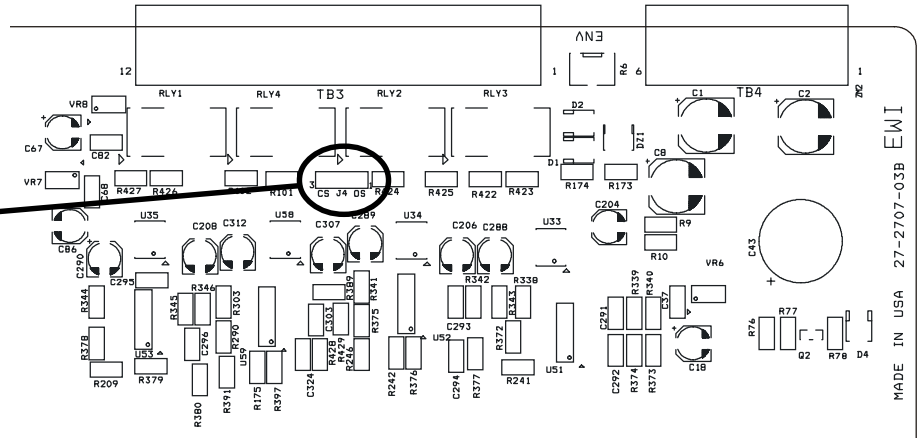 ENV
12
1
R6
6
1
RLY1
RLY4
TB3
RLY2
RLY3
TB4
ZM2
VR8
D2
C1
C2
EWI
C67
C82
DZ1
D1
C8
VR7
R427
R426
R101
3
1
CS J4 OS
R424
R425
R422
R423
R174
R173
C68
C86
U35
C208
C312
U58
C307
C289
U34
C206
C288
U33
C204
R9
R10
C43
+
27-2707-03B
C290
C295
R389
R341
R342
R338
R339
R340
VR6
R344
R345
R346
R303
R343
C37
C303
R375
C293
C291
R76
R77
R378
U53
C296
R290
U59
R428
R429
R246
U52
R372
U51
C18
Q2
R78
D4
MADE IN USA
R209
R379
R380
R391
R175
R397
C324
R242
R376
C294
R377
R241
C292
R374
R373